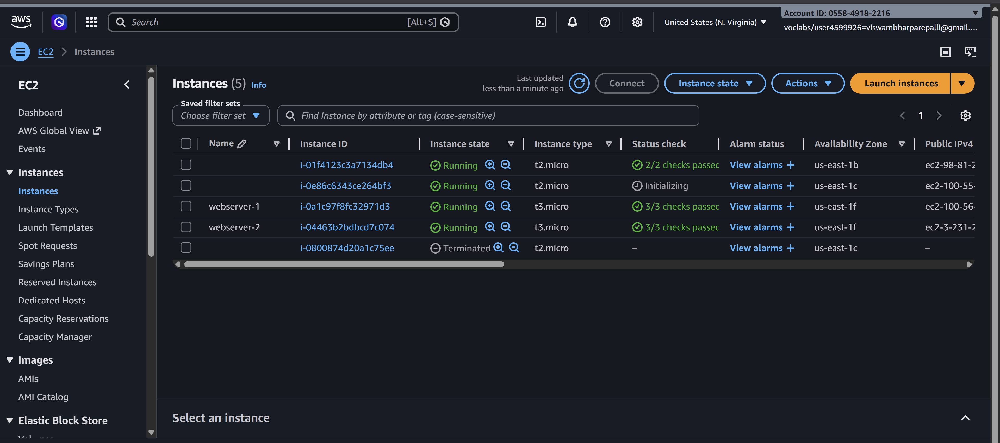 aws
Search [Alt+S]
United States (N. Virginia)
Account ID: 0558-4918-2216
voclabs/user4599926=viswambharparepalli@gmail....
EC2 Instances
EC2
Dashboard
AWS Global View
Events
Instances
Instances
Instance Types
Launch Templates
Spot Requests
Savings Plans
Reserved Instances
Dedicated Hosts
Capacity Reservations
Capacity Manager
Images
AMIs
AMI Catalog
Elastic Block Store
Instances (5) Info
Last updated
less than a minute ago
Connect
Instance state
Actions
Launch instances
Saved filter sets
Choose filter set
Find Instance by attribute or tag (case-sensitive)
1
Name Instance ID Instance state Instance type Status check Alarm status Availability Zone Public IPv4
i-01f4123c3a7134db4 Running t2.micro 2/2 checks passec View alarms + us-east-1b ec2-98-81-2
i-0e86c6343ce264bf3 Running t2.micro Initializing View alarms + us-east-1c ec2-100-55-
webserver-1 i-0a1c97f8fc32971d3 Running t3.micro 3/3 checks passec View alarms + us-east-1f ec2-100-56-
webserver-2 i-04463b2bdbcd7c074 Running t3.micro 3/3 checks passec View alarms + us-east-1f ec2-3-231-2
i-0800874d20a1c75ee Terminated t2.micro – View alarms + us-east-1c –
Select an instance